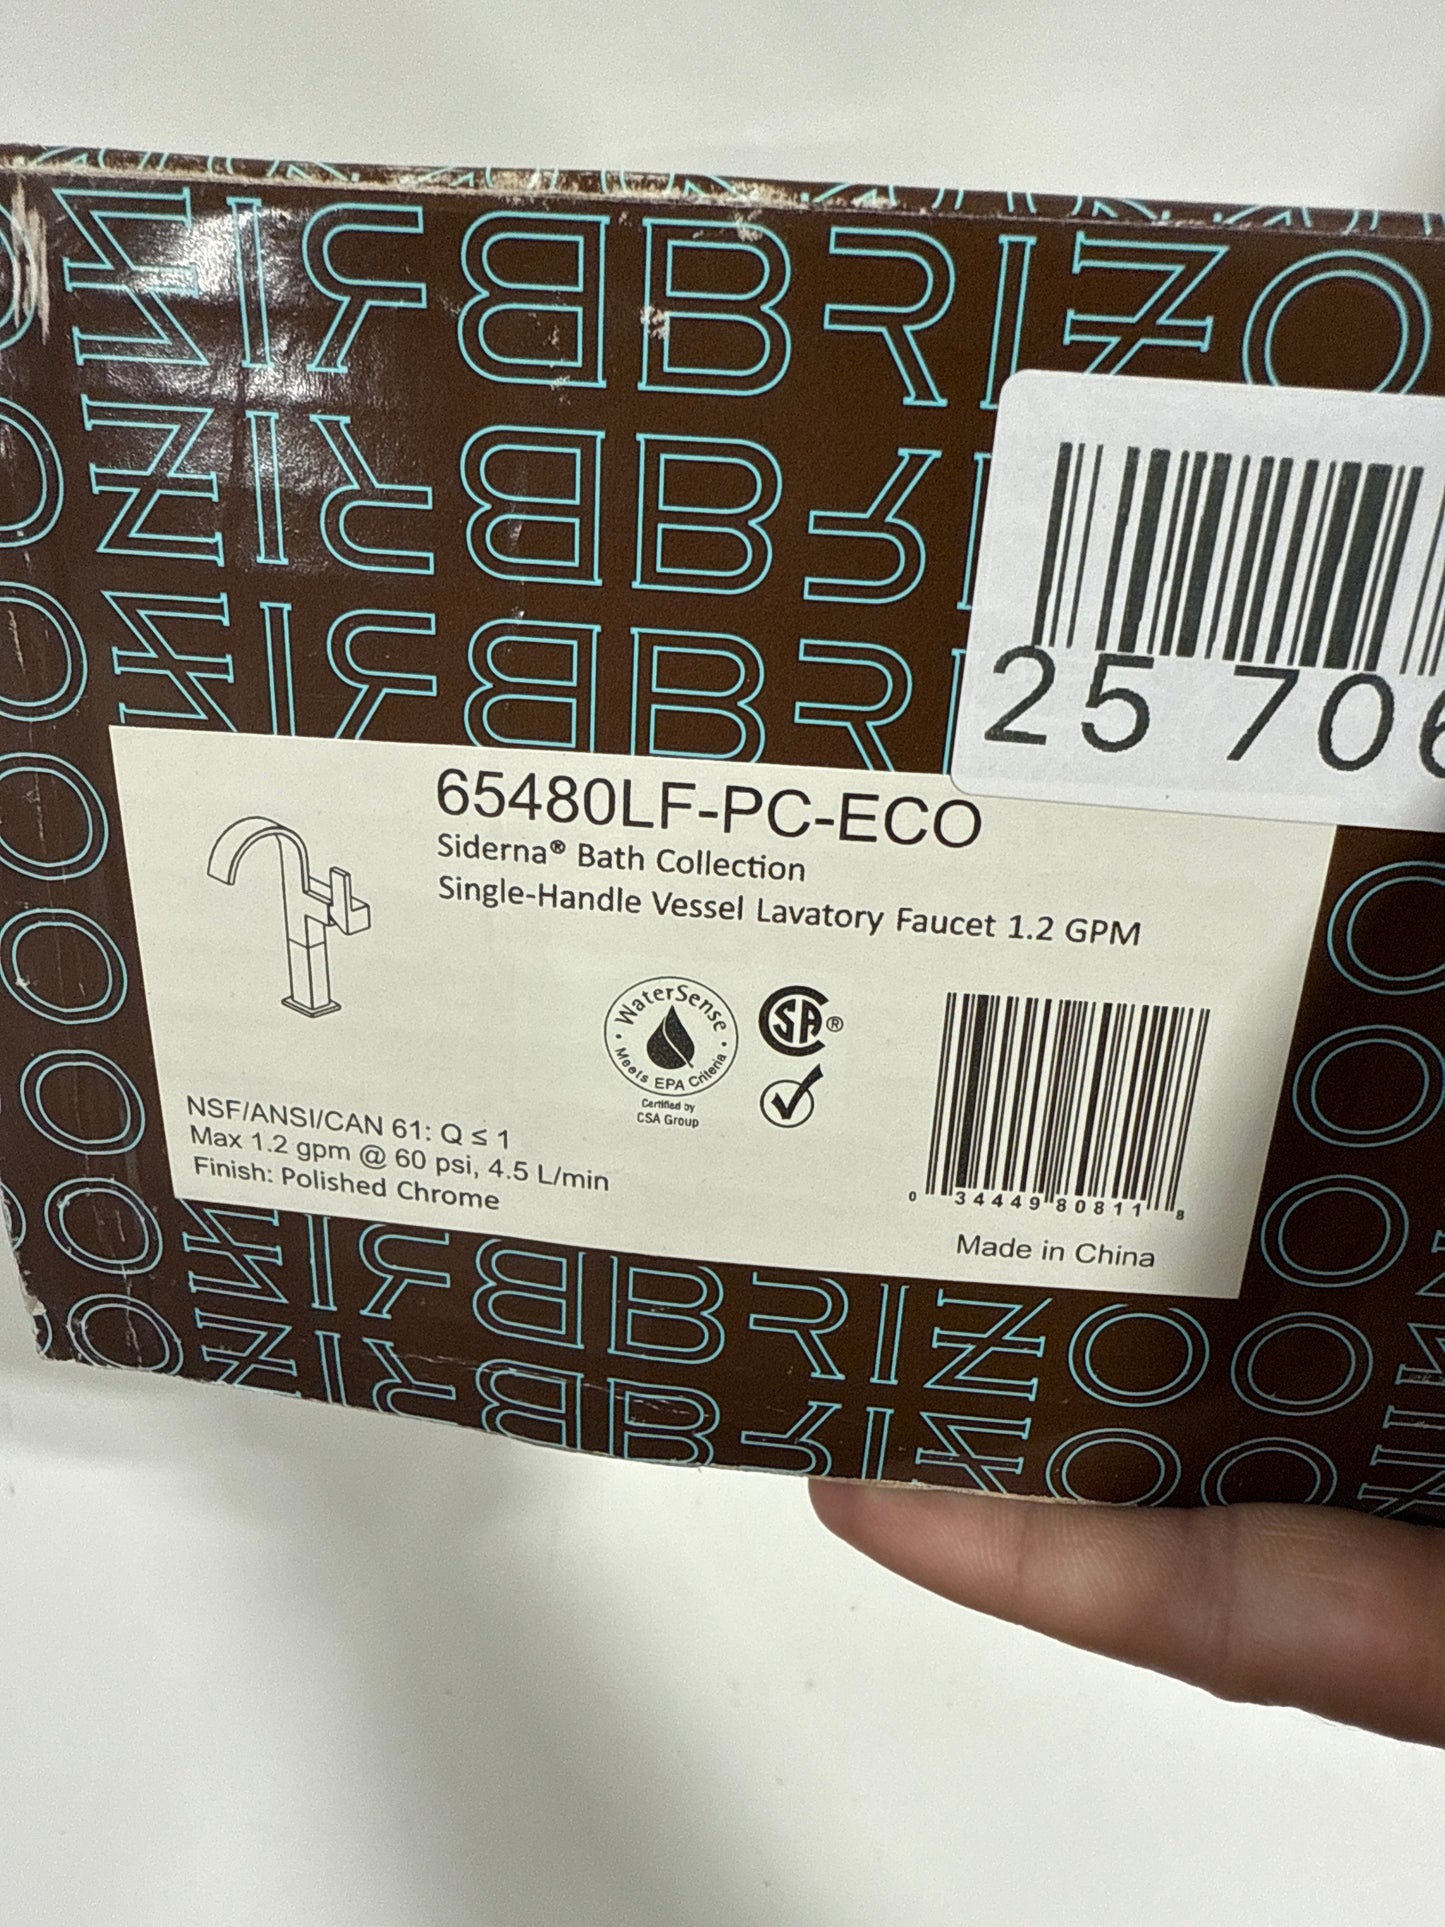 BRIZO
25 706
65480LF-PC-ECO
Siderna® Bath Collection
Single-Handle Vessel Lavatory Faucet 1.2 GPM
WaterSense
Meets EPA Criteria
Certified by
CSA Group
SA®
NSF/ANSI/CAN 61: Q ≤ 1
Max 1.2 gpm @ 60 psi, 4.5 L/min
Finish: Polished Chrome
0 34449 80811 8
Made in China
BRIZO